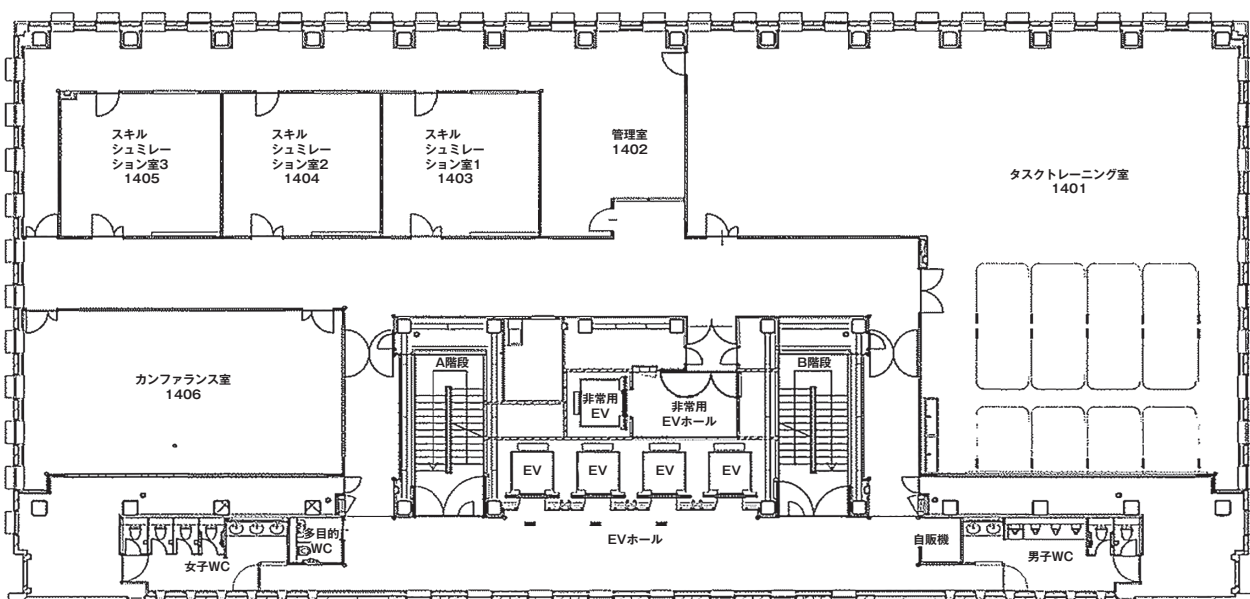 スキル
シュミレー
ション室3
1405
スキル
シュミレー
ション室2
1404
スキル
シュミレー
ション室1
1403
管理室
1402
タスクトレーニング室
1401
カンファランス室
1406
A階段
B階段
非常用
EV
非常用
EVホール
EV
EV
EV
EV
EVホール
多目的
WC
女子WC
自販機
男子WC